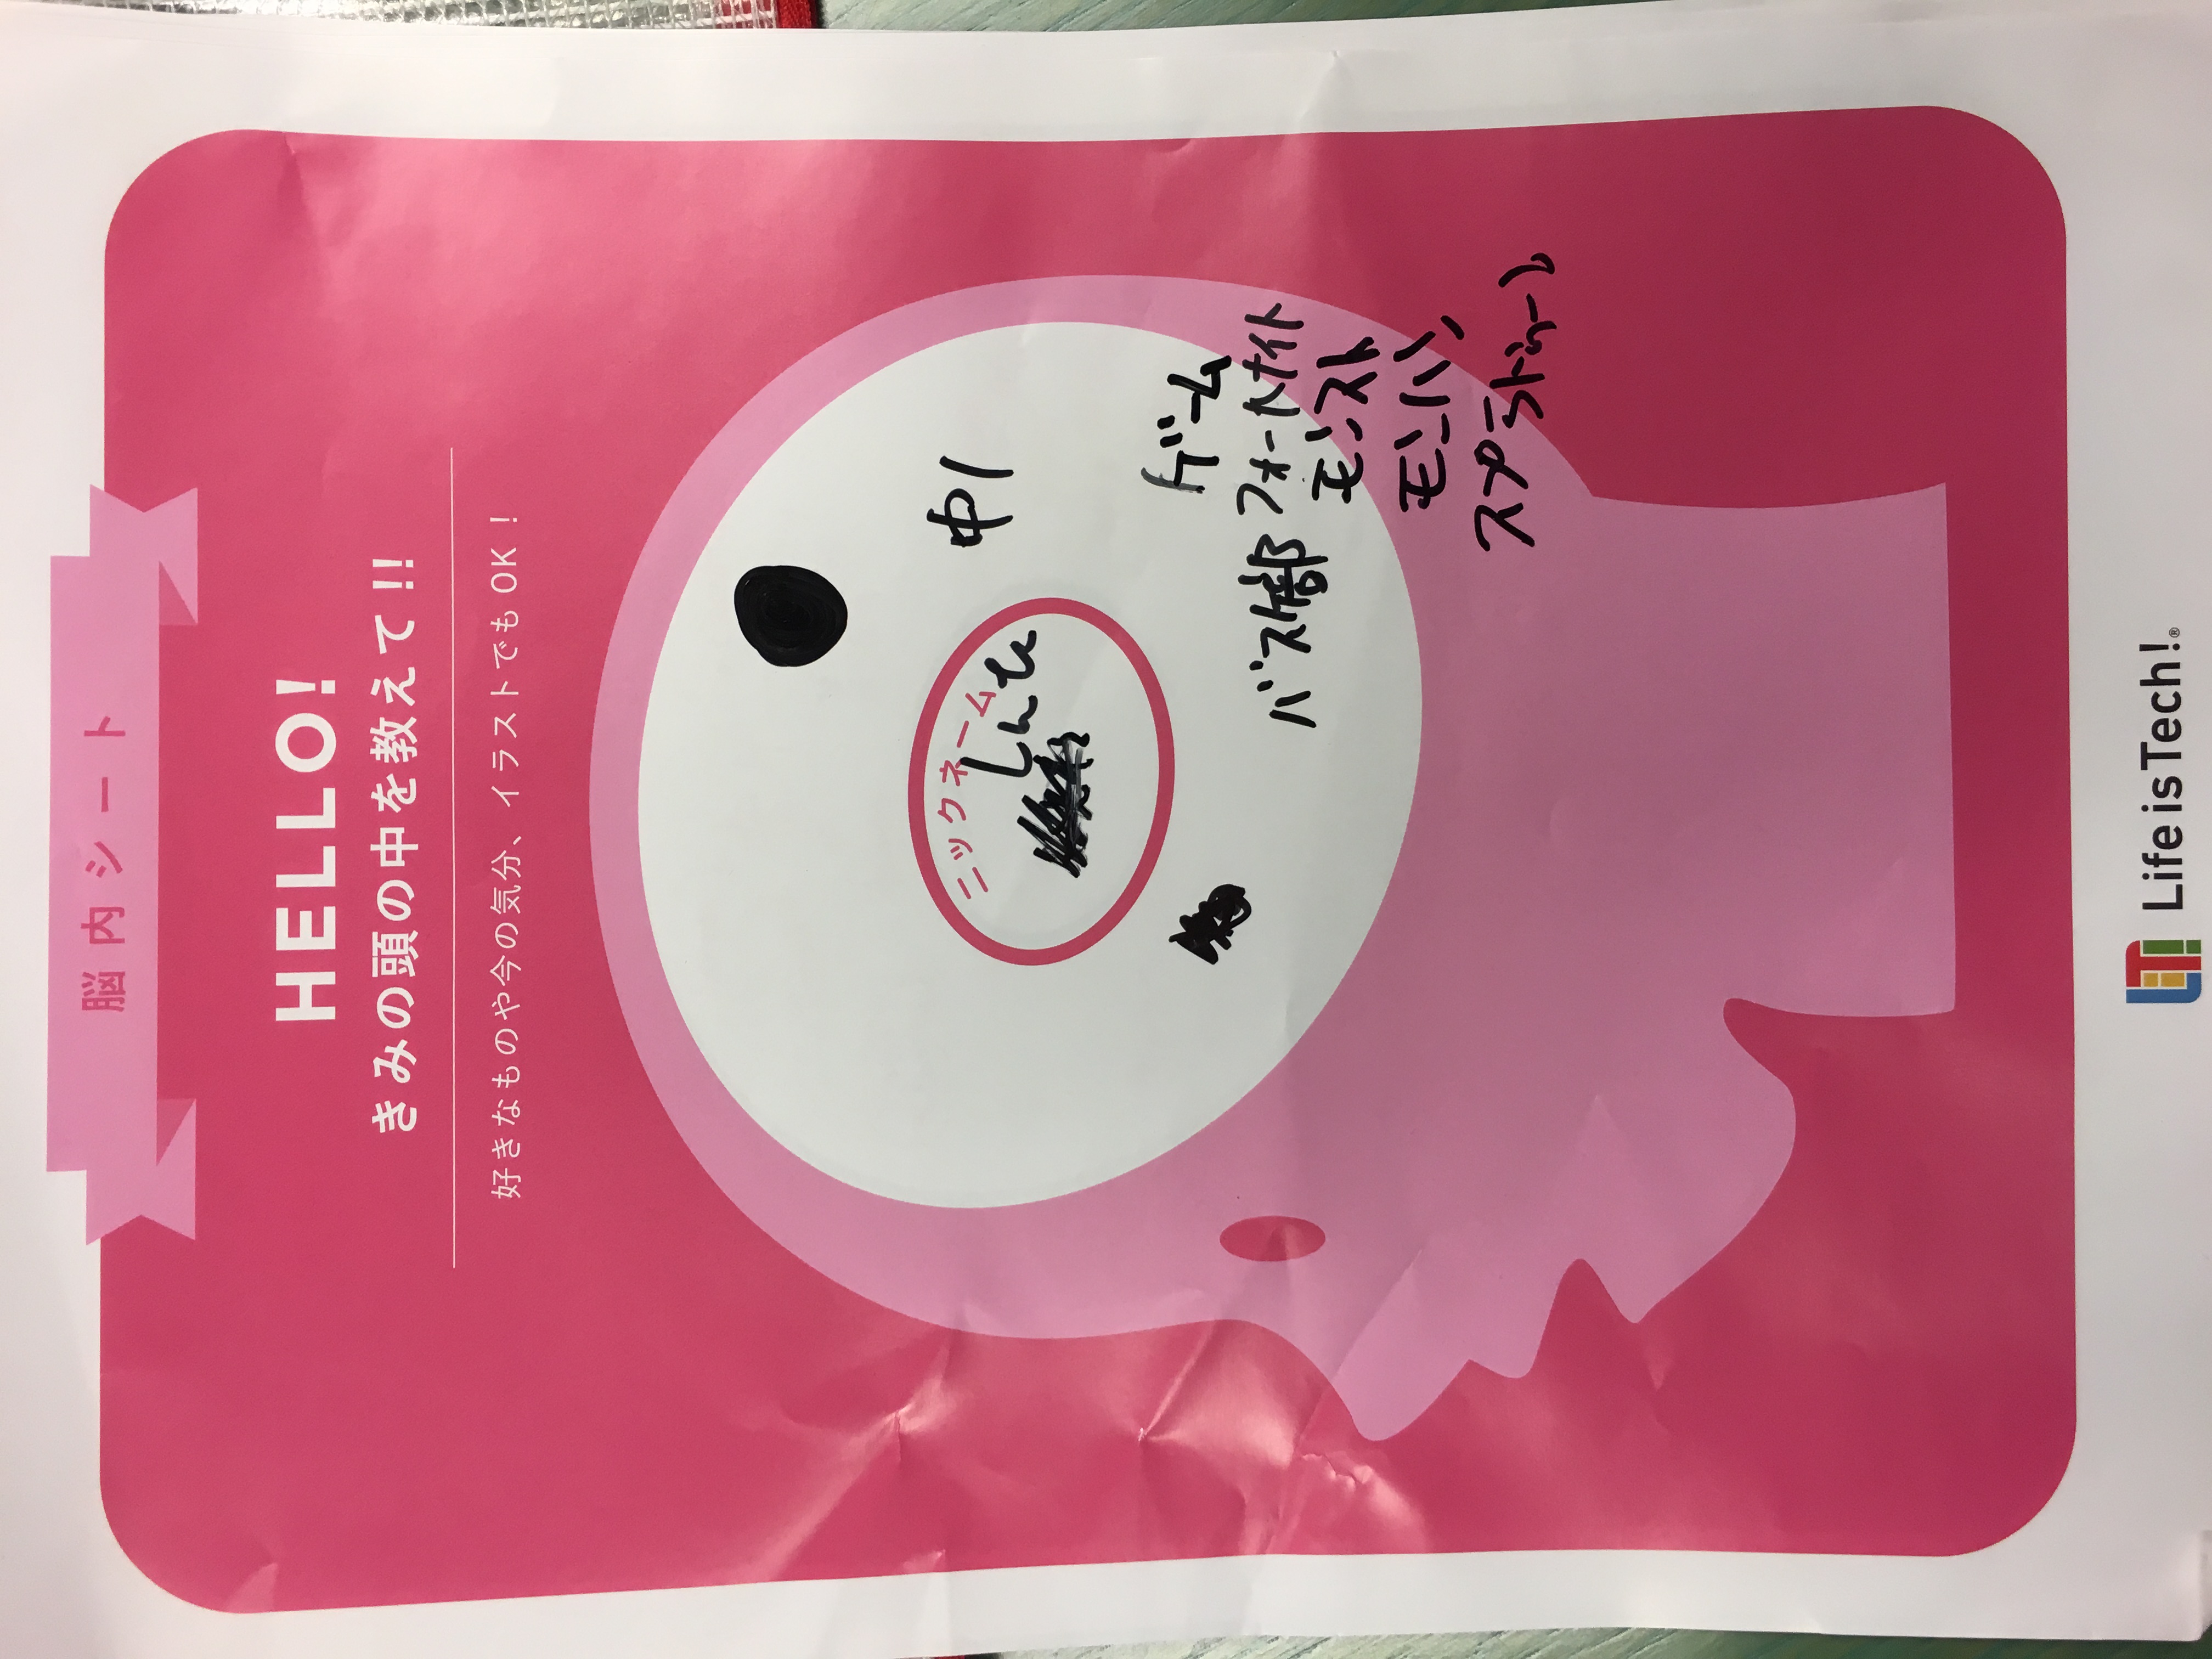 脳内シート
HELLO!
きみの頭の中を教えて!!
好きなものや今の気分、イラストでもOK!
ニックネーム
しんた
中1
ゲーム
バスケ部
フォートナイト
モンスト
モンハン
スプラトゥーン
LiT!
Life is Tech!®